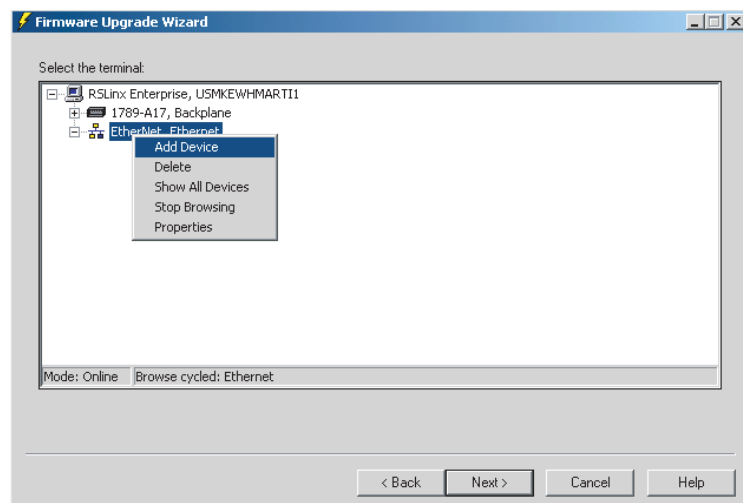 Firmware Upgrade Wizard
Select the terminal:
RSLinx Enterprise, USMKEWHMARTI1
1789-A17, Backplane
EtherNet, Ethernet
Add Device
Delete
Show All Devices
Stop Browsing
Properties
Mode: Online Browse cycled: Ethernet
< Back Next > Cancel Help